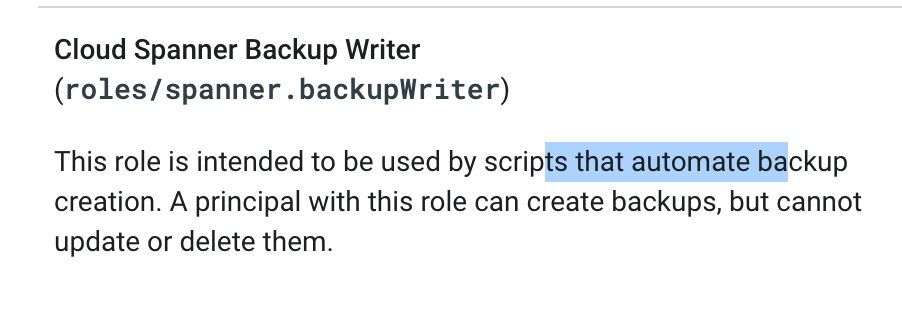 Cloud Spanner Backup Writer
(roles/spanner.backupWriter)
This role is intended to be used by scripts that automate backup
creation. A principal with this role can create backups, but cannot
update or delete them.